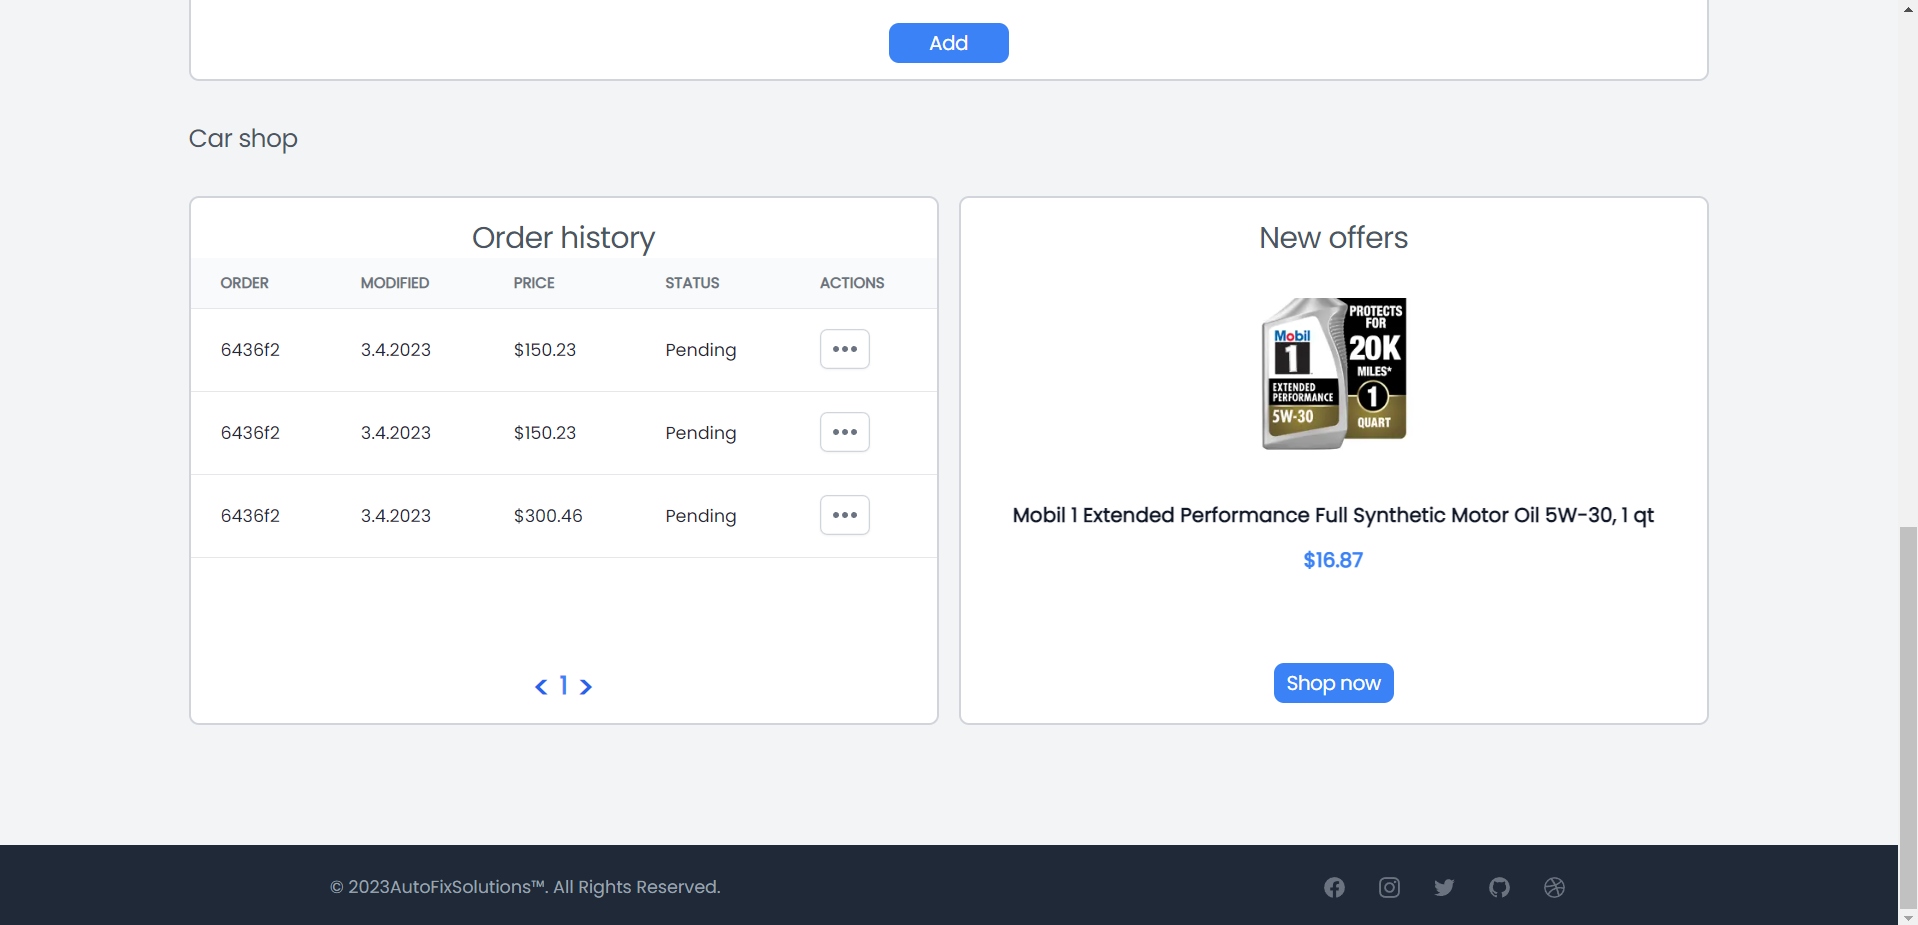 Add
Car shop
Order history
ORDER MODIFIED PRICE STATUS ACTIONS
6436f2 3.4.2023 $150.23 Pending
6436f2 3.4.2023 $150.23 Pending
6436f2 3.4.2023 $300.46 Pending
< 1 >
New offers
PROTECTS
FOR
20K
MILES*
1
QUART
Mobil
1
EXTENDED
PERFORMANCE
5W-30
Mobil 1 Extended Performance Full Synthetic Motor Oil 5W-30, 1 qt
$16.87
Shop now
© 2023AutoFixSolutions™. All Rights Reserved.